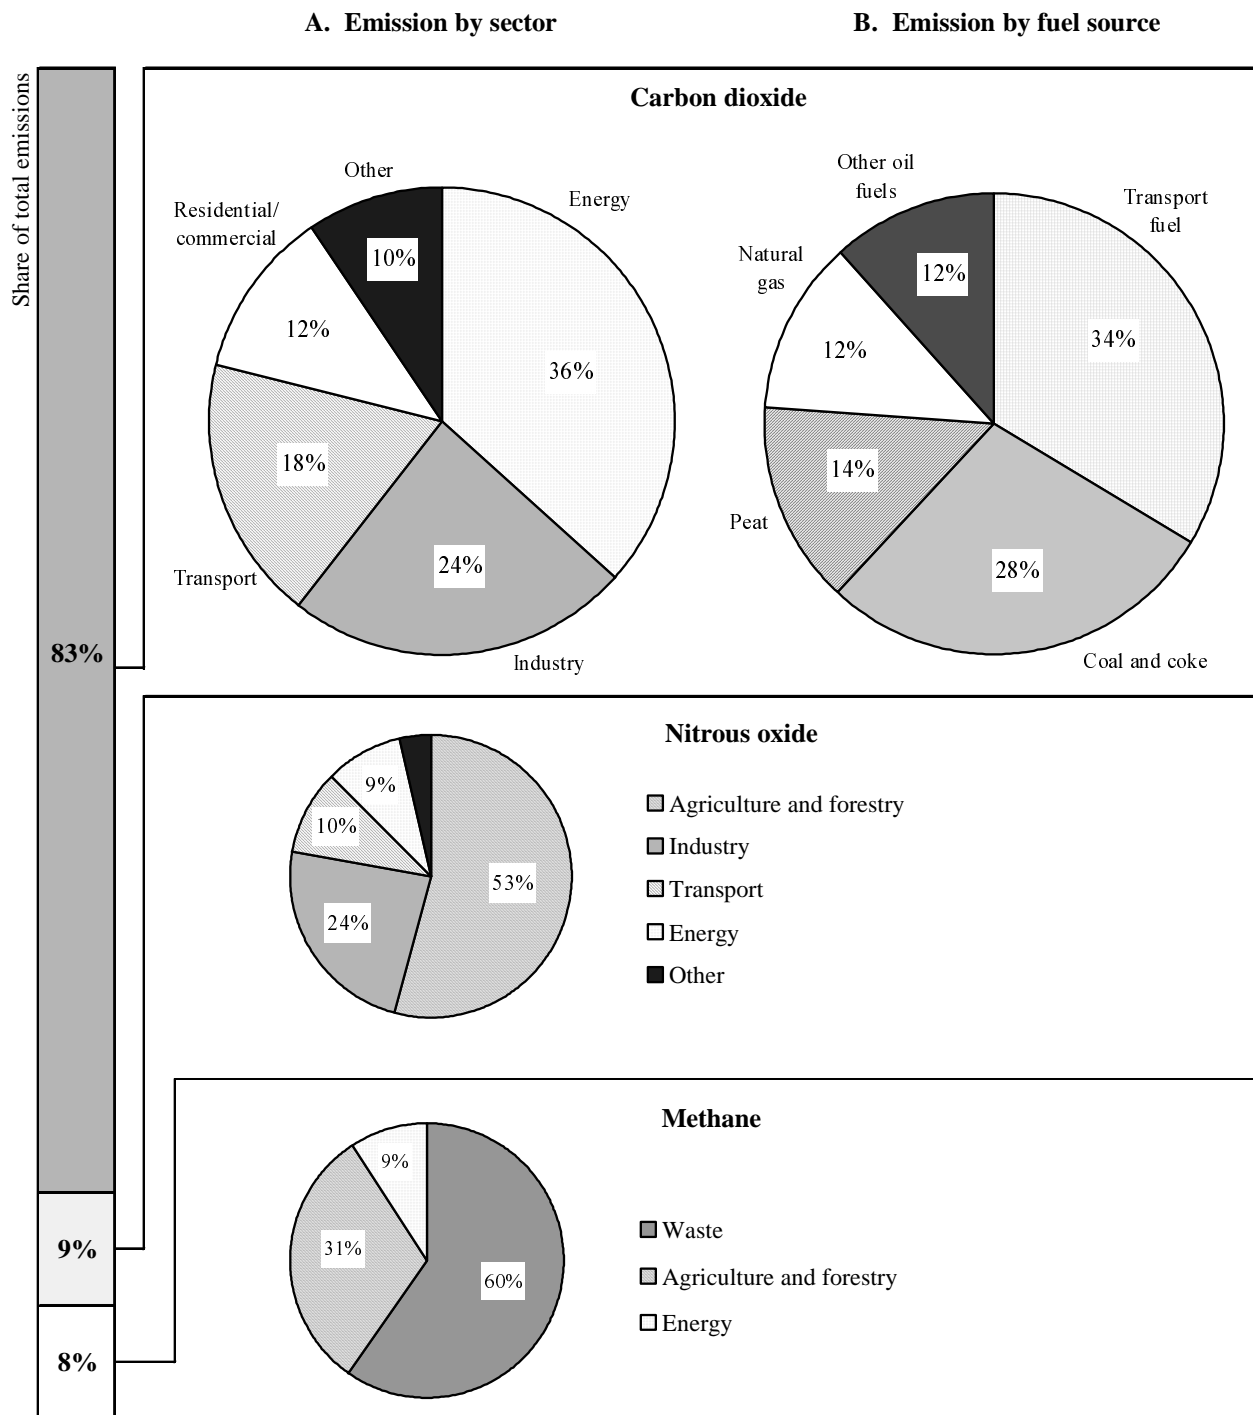 A. Emission by sector
B. Emission by fuel source
Share of total emissions
Carbon dioxide
Other
Residential/
commercial
Energy
10%
12%
36%
18%
24%
Transport
Industry
Other oil
fuels
Transport
fuel
Natural
gas
12%
34%
12%
14%
Peat
28%
Coal and coke
83%
Nitrous oxide
9%
10%
53%
24%
Agriculture and forestry
Industry
Transport
Energy
Other
Methane
9%
31%
60%
Waste
Agriculture and forestry
Energy
9%
8%